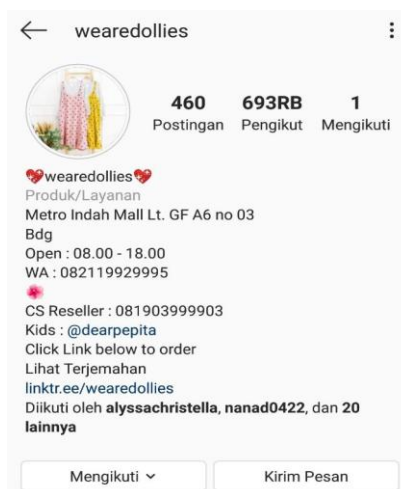 wearedollies
460 693RB 1
Postingan Pengikut Mengikuti
💖wearedollies💖
Produk/Layanan
Metro Indah Mall Lt. GF A6 no 03
Bdg
Open : 08.00 - 18.00
WA : 082119929995
🌺
CS Reseller : 081903999903
Kids : @dearpepita
Click Link below to order
Lihat Terjemahan
linktr.ee/wearedollies
Diikuti oleh alyssachristella, nanad0422, dan 20
lainnya
Mengikuti Kirim Pesan